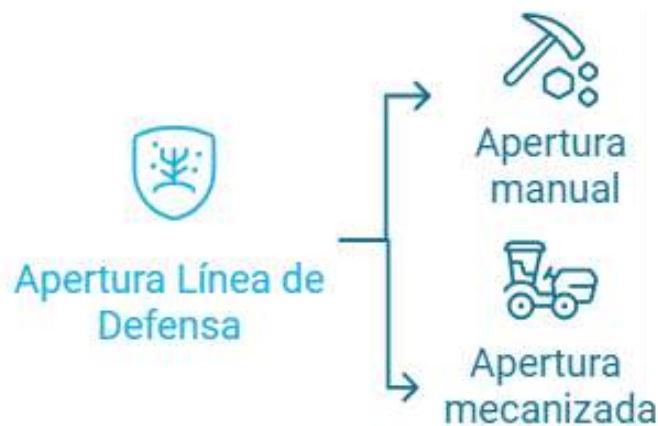 Apertura Línea de
Defensa
Apertura
manual
Apertura
mecanizada